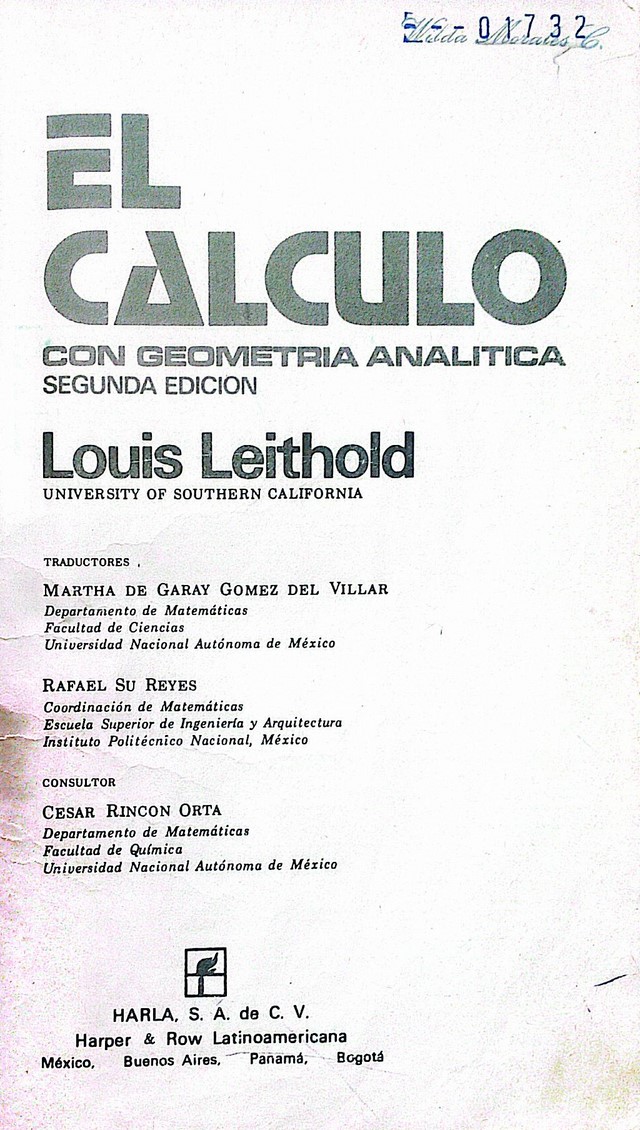 01732
Wilda Morales C.
EL
CALCULO
CON GEOMETRIA ANALITICA
SEGUNDA EDICION
Louis Leithold
UNIVERSITY OF SOUTHERN CALIFORNIA
TRADUCTORES
MARTHA DE GARAY GOMEZ DEL VILLAR
Departamento de Matemáticas
Facultad de Ciencias
Universidad Nacional Autónoma de México
RAFAEL SU REYES
Coordinación de Matemáticas
Escuela Superior de Ingeniería y Arquitectura
Instituto Politécnico Nacional, México
CONSULTOR
CESAR RINCON ORTA
Departamento de Matemáticas
Facultad de Química
Universidad Nacional Autónoma de México
HARLA, S. A. de C. V.
Harper & Row Latinoamericana
México, Buenos Aires, Panamá, Bogotá